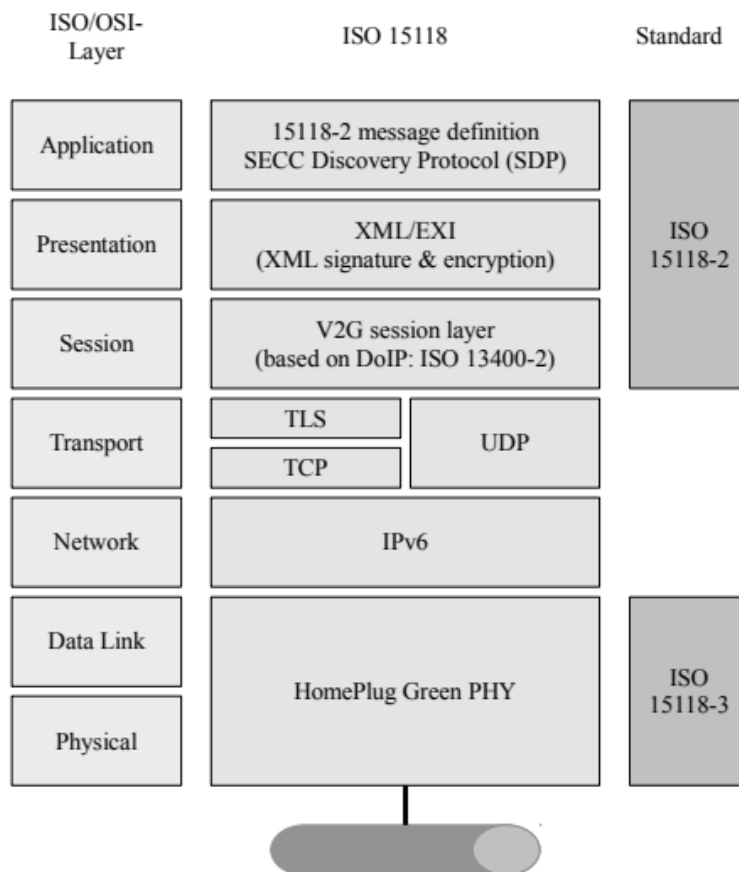 ISO/OSI-
Layer
ISO 15118
Standard
Application
15118-2 message definition
SECC Discovery Protocol (SDP)
Presentation
XML/EXI
(XML signature & encryption)
ISO
15118-2
Session
V2G session layer
(based on DoIP: ISO 13400-2)
Transport
TLS
TCP
UDP
Network
IPv6
Data Link
Physical
HomePlug Green PHY
ISO
15118-3